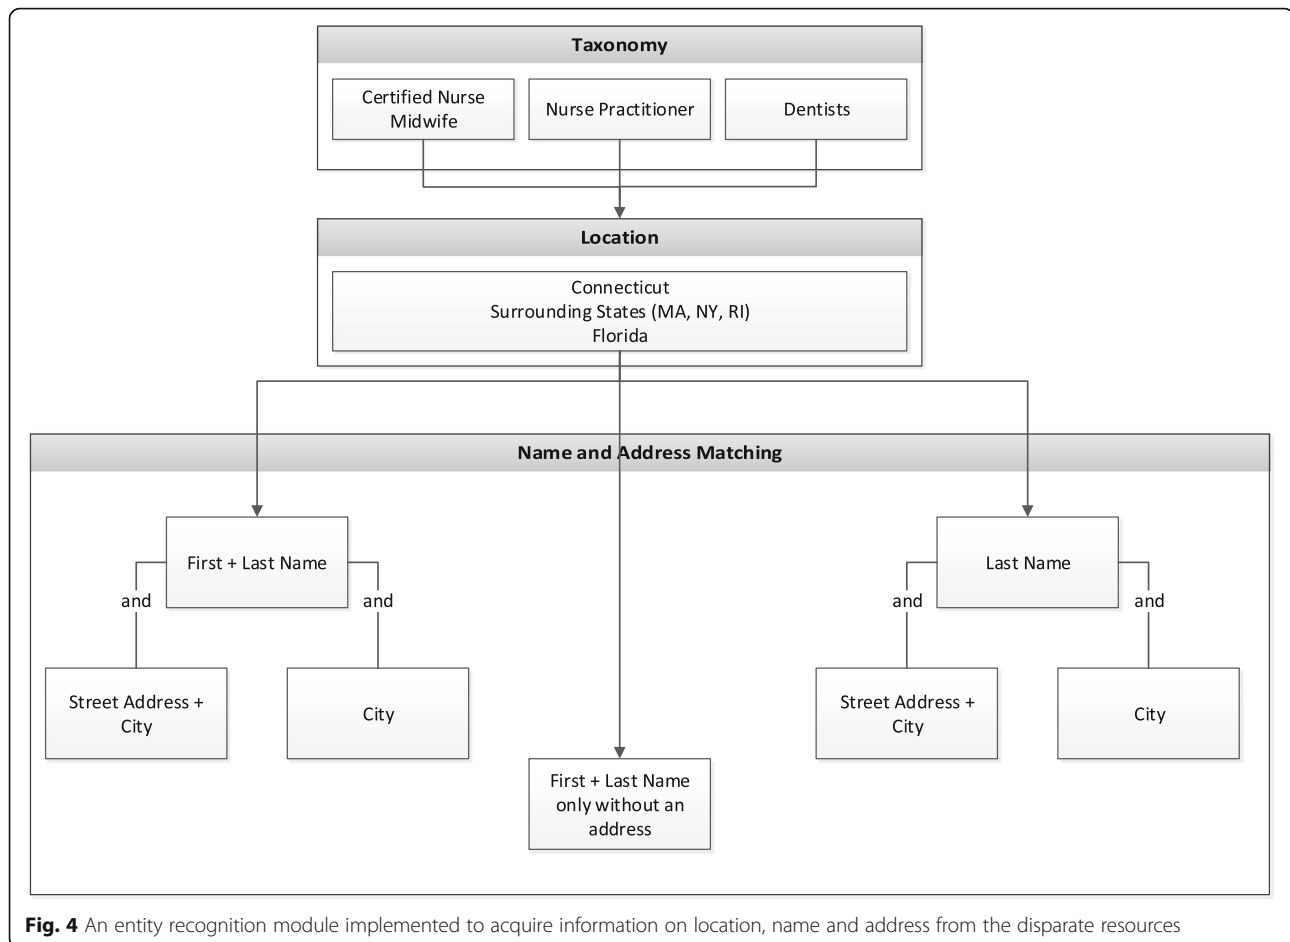 Taxonomy
Certified Nurse
Midwife
Nurse Practitioner
Dentists
Location
Connecticut
Surrounding States (MA, NY, RI)
Florida
Name and Address Matching
First + Last Name
Last Name
and
and
and
and
Street Address +
City
City
Street Address +
City
City
First + Last Name
only without an
address
Fig. 4 An entity recognition module implemented to acquire information on location, name and address from the disparate resources